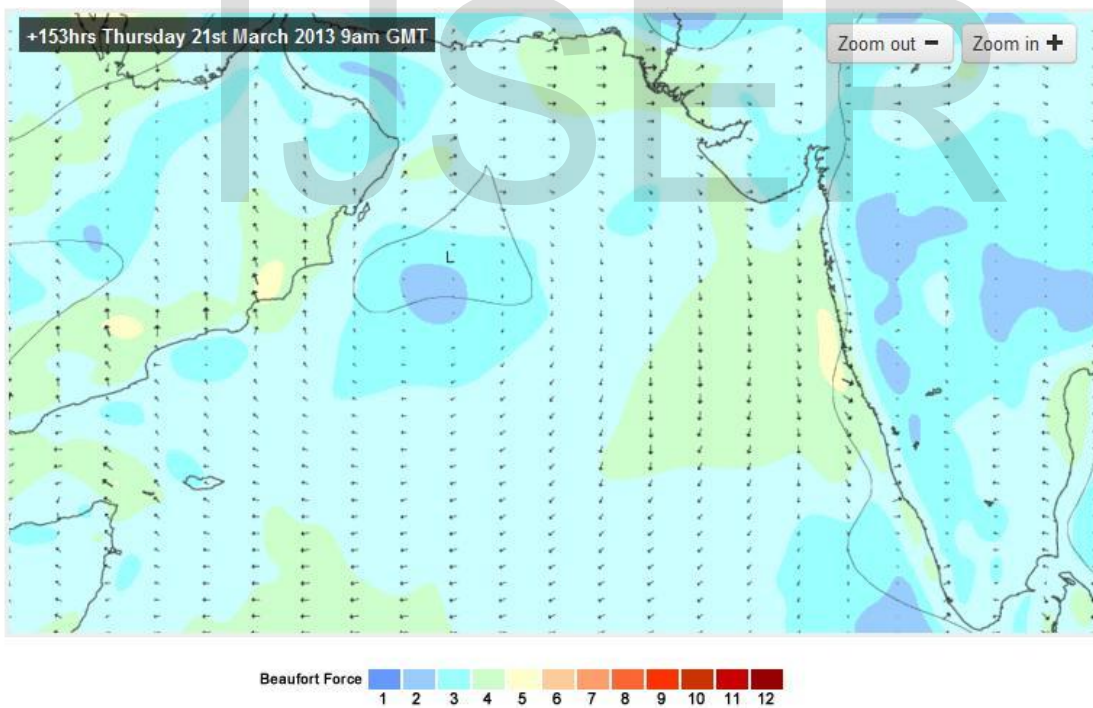 IJSER
+153hrs Thursday 21st March 2013 9am GMT
Zoom out −
Zoom in +
L
Beaufort Force
1 2 3 4 5 6 7 8 9 10 11 12